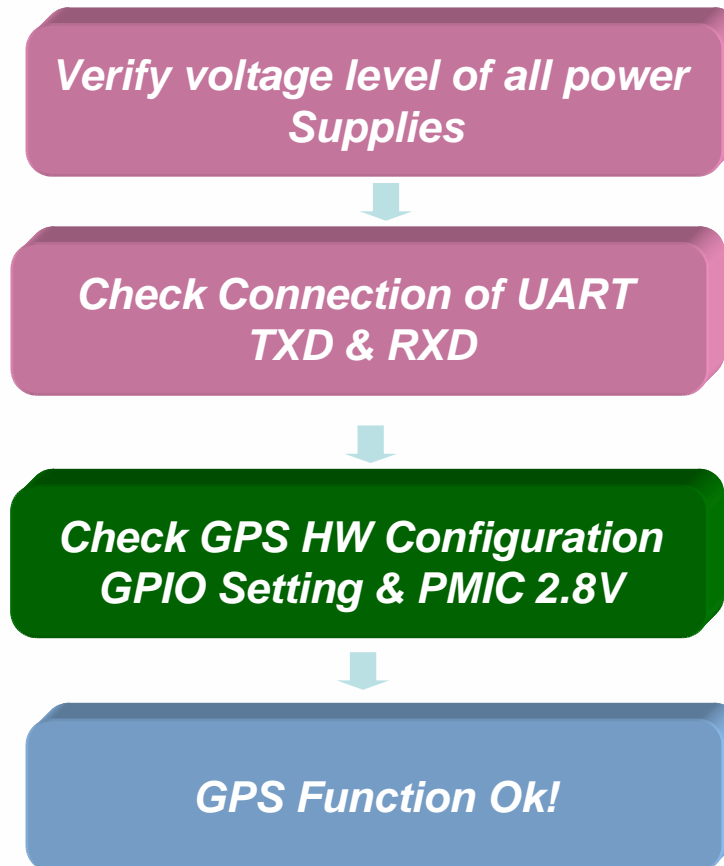 Verify voltage level of all power
Supplies
Check Connection of UART
TXD & RXD
Check GPS HW Configuration
GPIO Setting & PMIC 2.8V
GPS Function Ok!